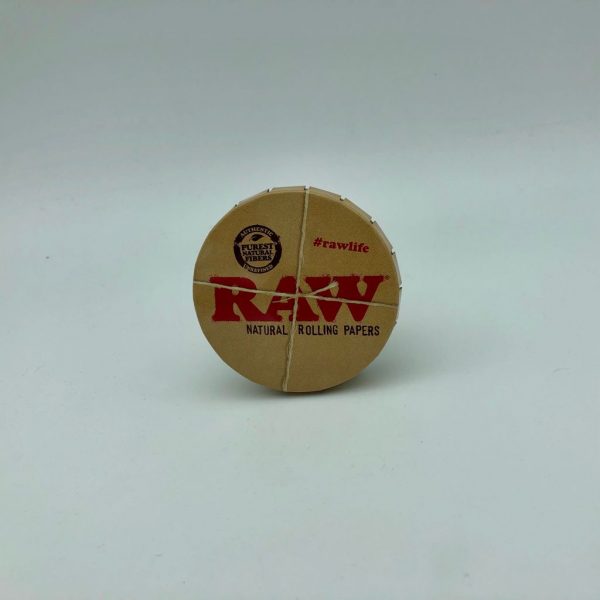 AUTHENTIC
PUREST
NATURAL
FIBERS
UNREFINED
#rawlife
RAW®
NATURAL ROLLING PAPERS